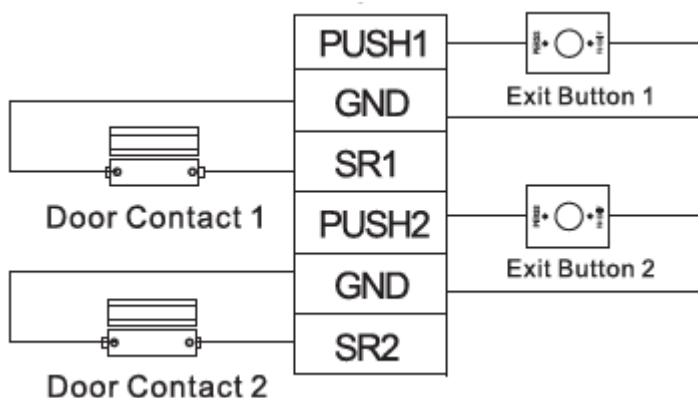 PUSH1
GND
Exit Button 1
SR1
Door Contact 1
PUSH2
GND
Exit Button 2
SR2
Door Contact 2